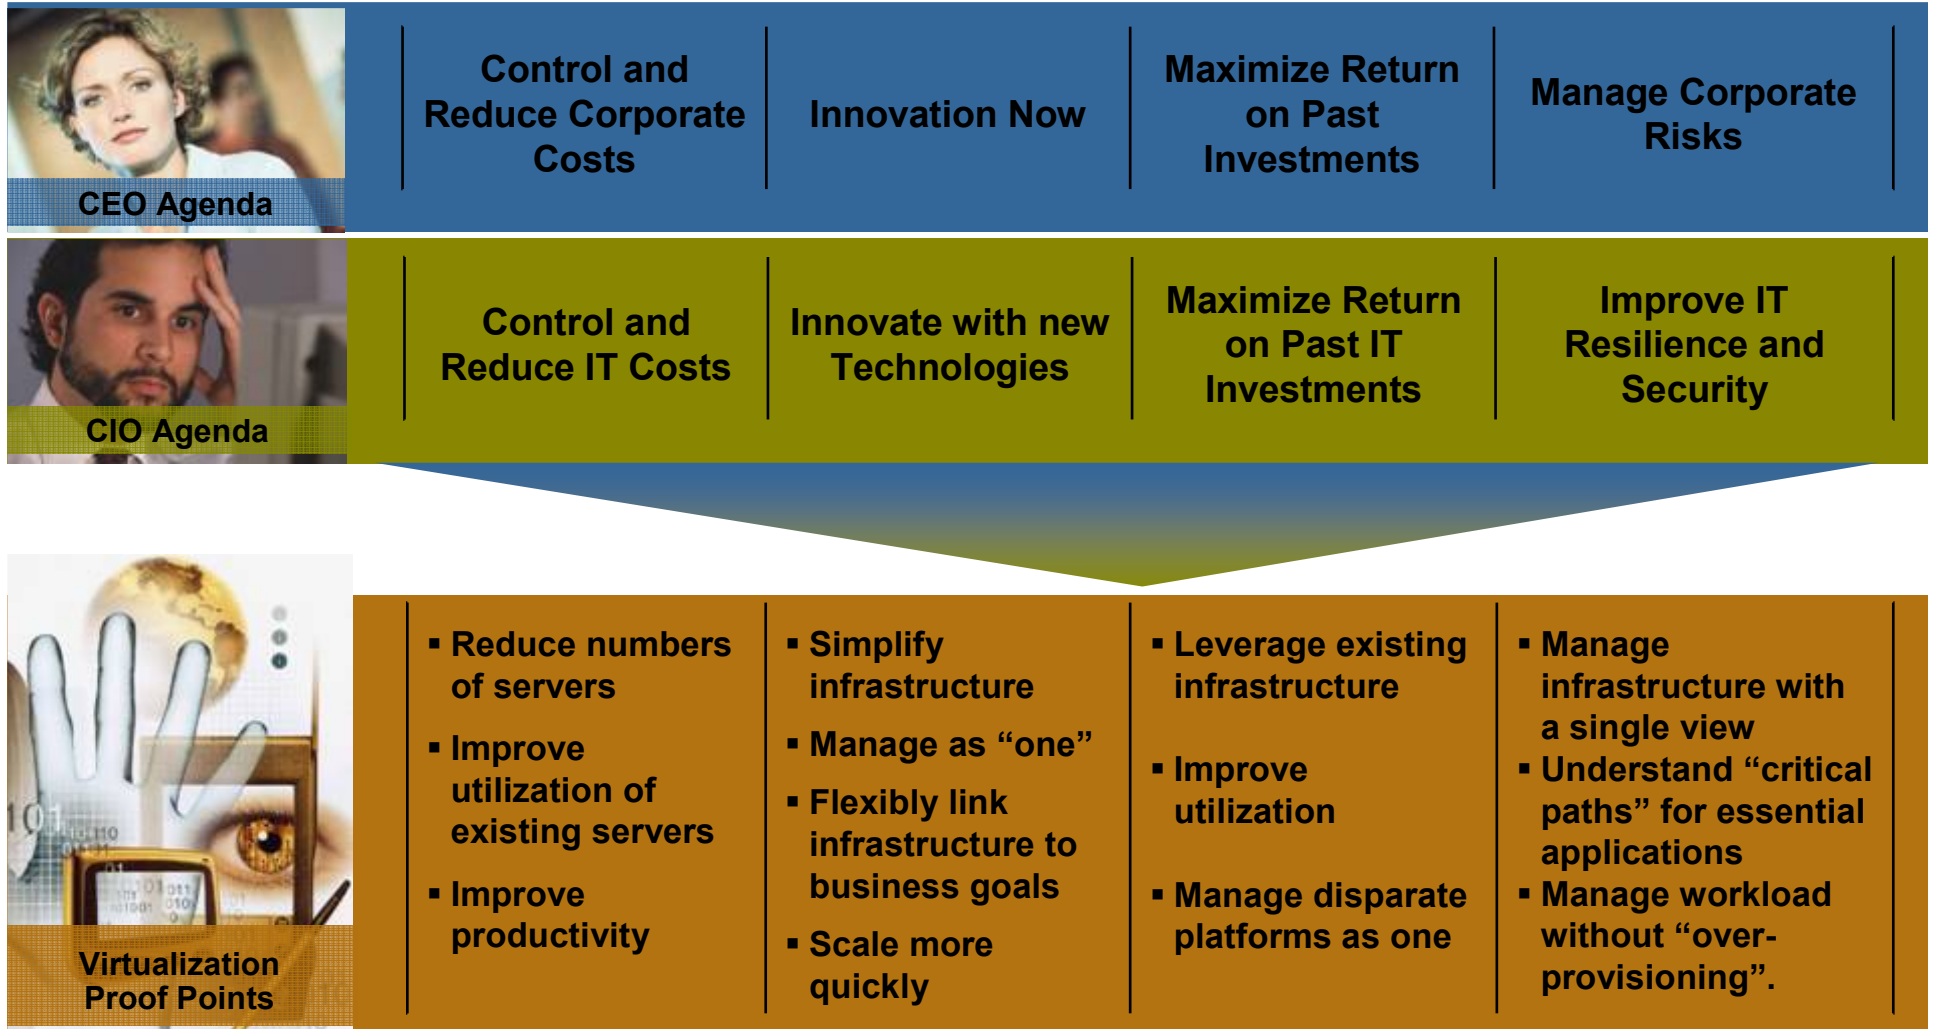 CEO Agenda
Control and
Reduce Corporate
Costs
Innovation Now
Maximize Return
on Past
Investments
Manage Corporate
Risks
CIO Agenda
Control and
Reduce IT Costs
Innovate with new
Technologies
Maximize Return
on Past IT
Investments
Improve IT
Resilience and
Security
Virtualization
Proof Points
▪ Reduce numbers
of servers
▪ Improve
utilization of
existing servers
▪ Improve
productivity
▪ Simplify
infrastructure
▪ Manage as “one”
▪ Flexibly link
infrastructure to
business goals
▪ Scale more
quickly
▪ Leverage existing
infrastructure
▪ Improve
utilization
▪ Manage disparate
platforms as one
▪ Manage
infrastructure with
a single view
▪ Understand “critical
paths” for essential
applications
▪ Manage workload
without “over-
provisioning”.